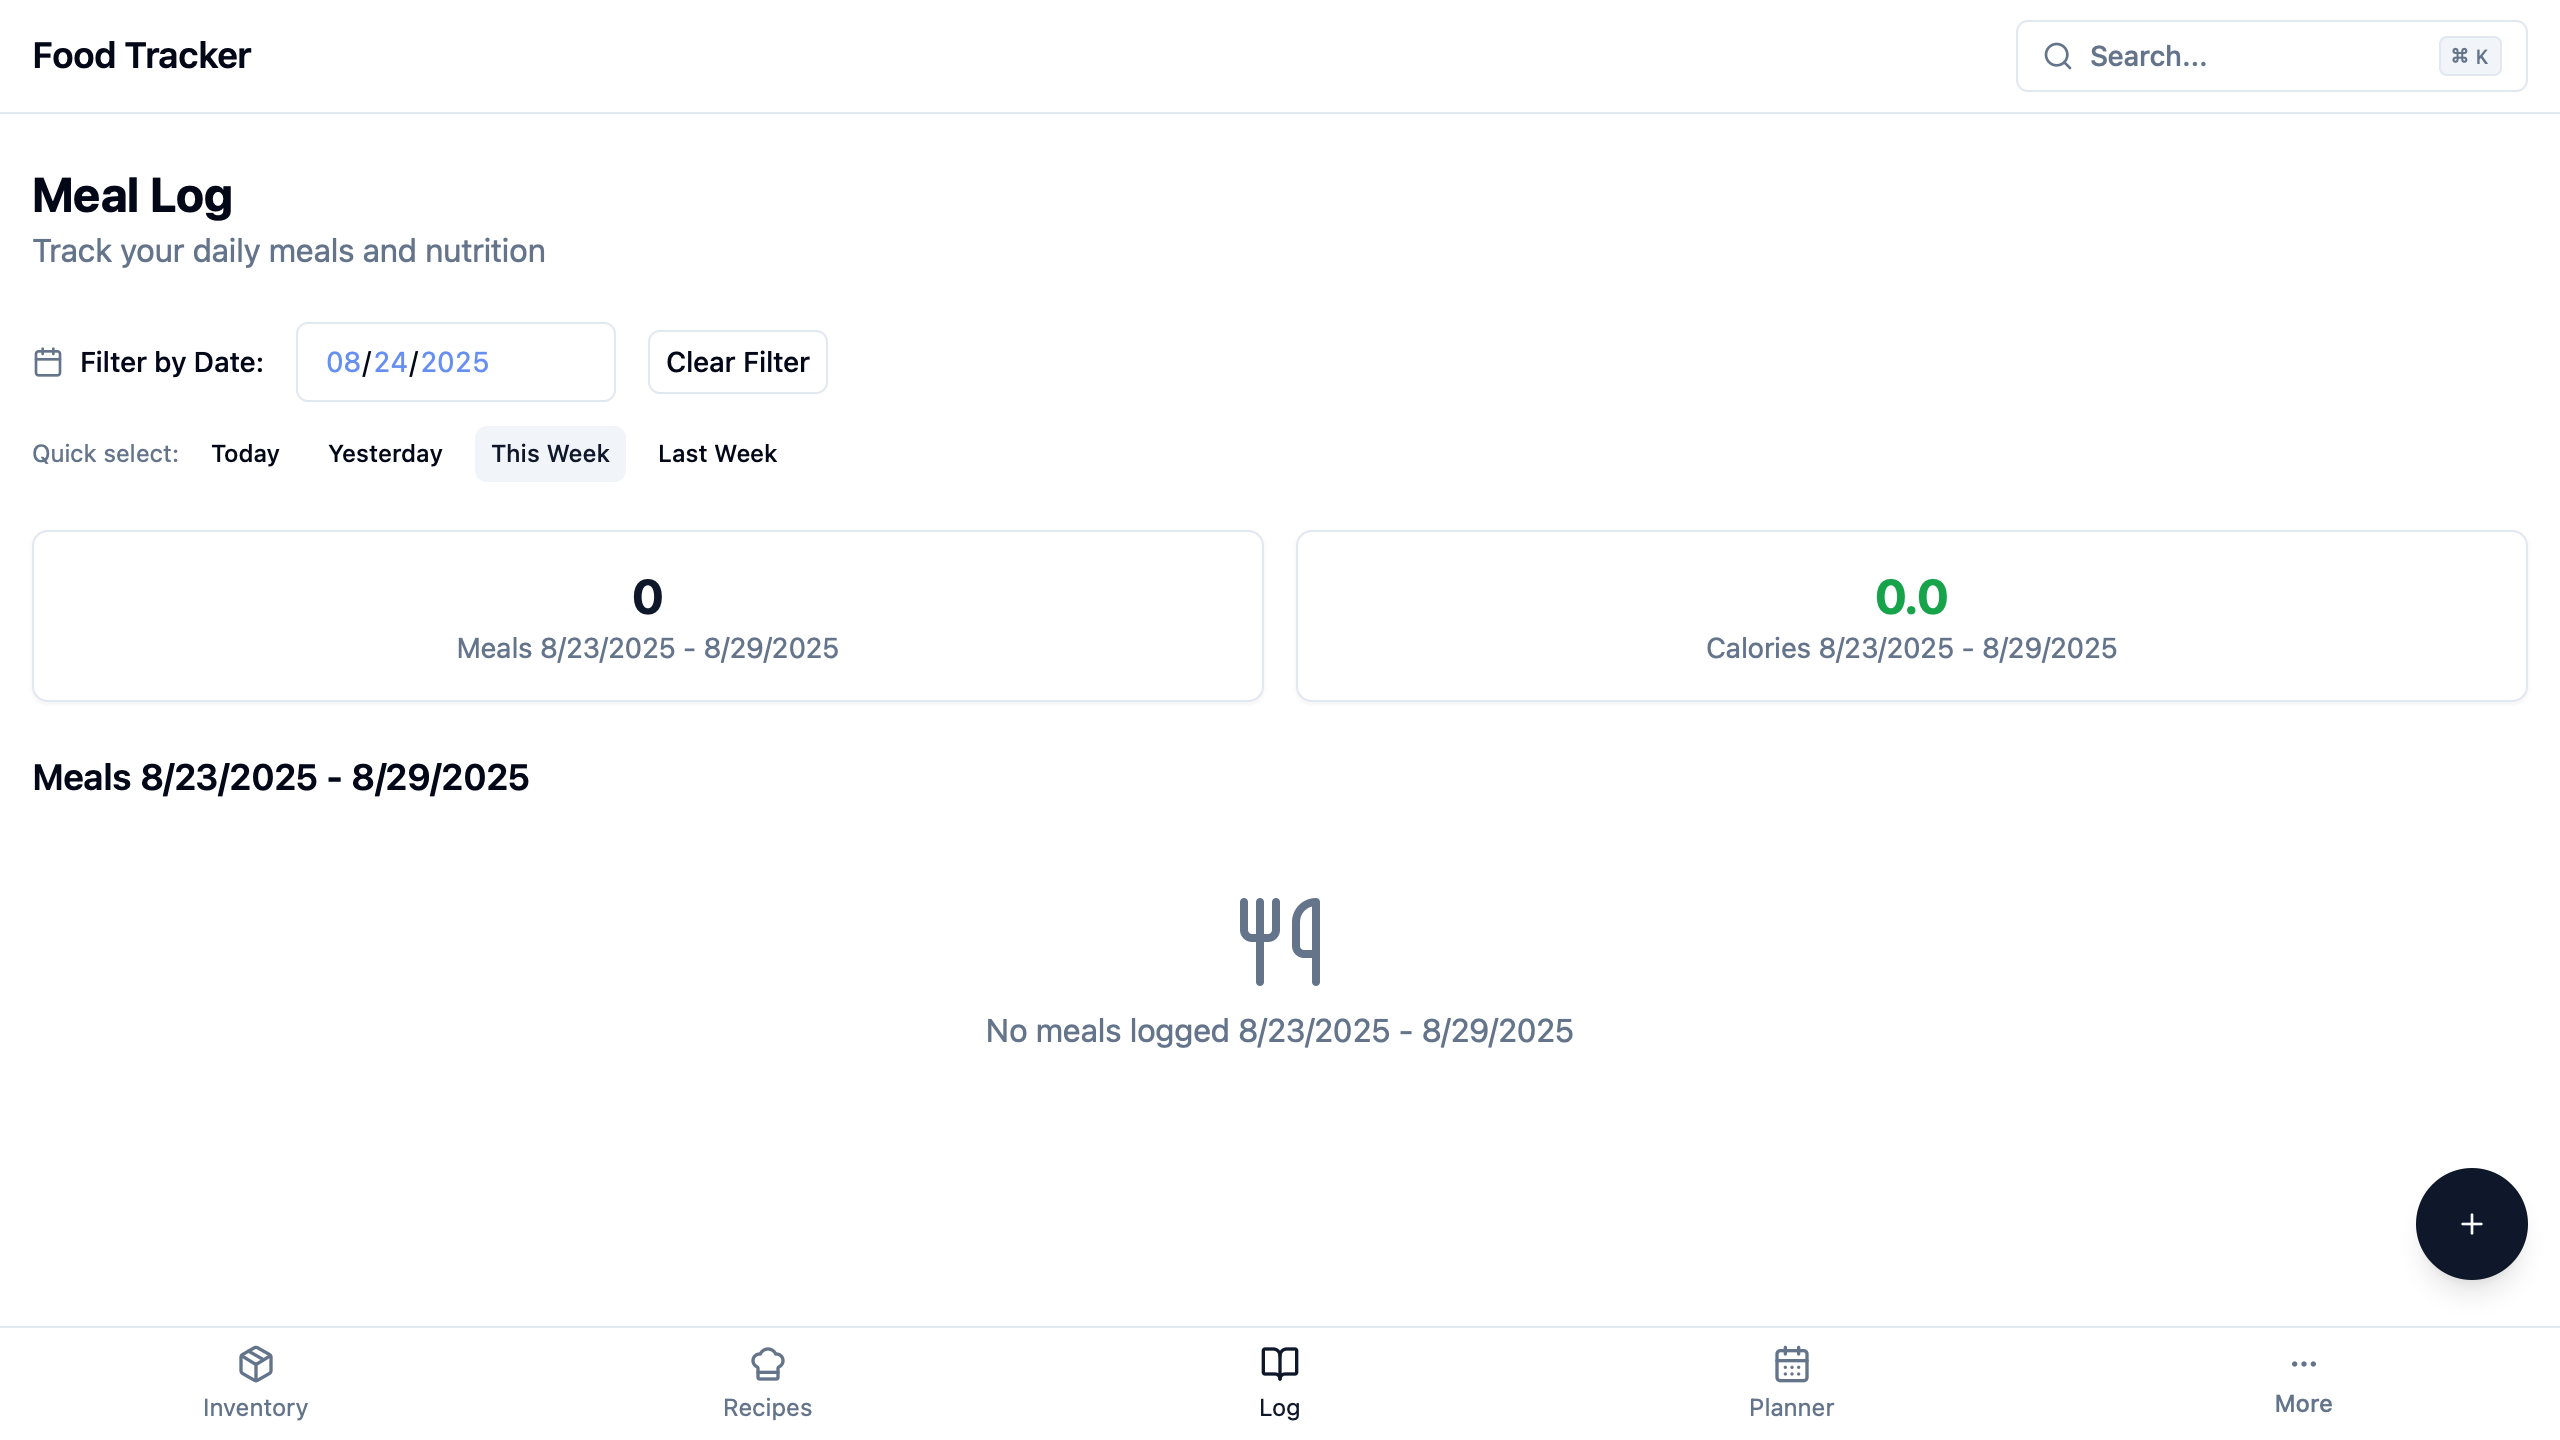 Food Tracker
Search...
⌘ K
Meal Log
Track your daily meals and nutrition
Filter by Date:
08/24/2025
Clear Filter
Quick select:
Today
Yesterday
This Week
Last Week
0
Meals 8/23/2025 - 8/29/2025
0.0
Calories 8/23/2025 - 8/29/2025
Meals 8/23/2025 - 8/29/2025
No meals logged 8/23/2025 - 8/29/2025
Inventory
Recipes
Log
Planner
More